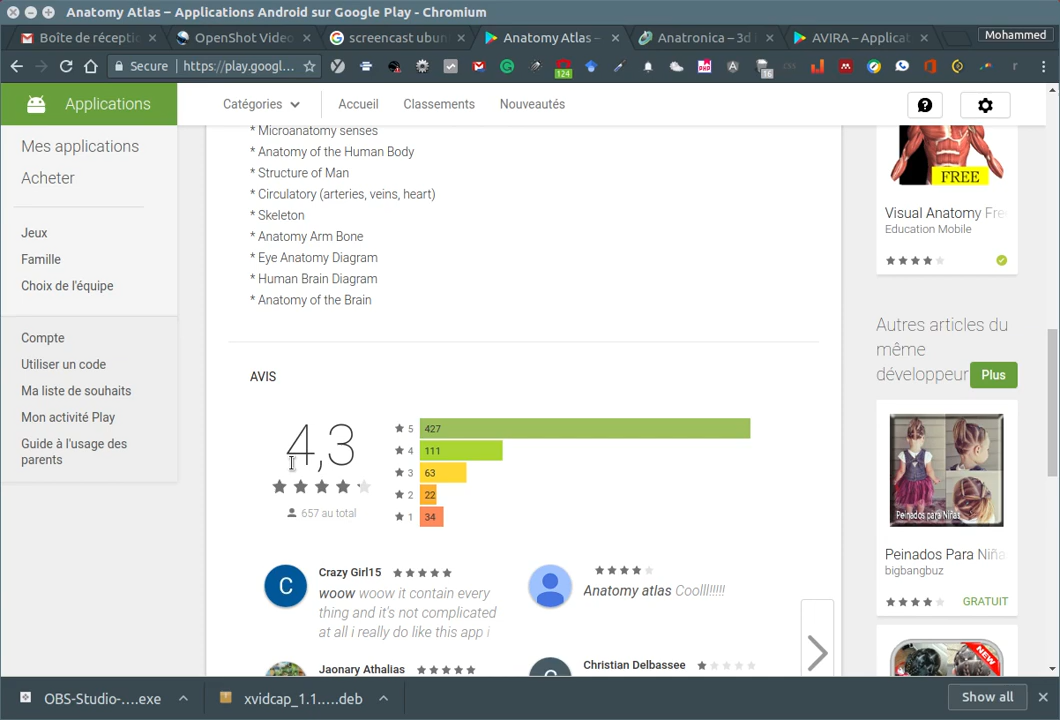 Anatomy Atlas – Applications Android sur Google Play - Chromium
Boîte de récepti
OpenShot Video
screencast ubun
Anatomy Atlas –
Anatronica – 3d
AVIRA – Applicat
Mohammed
Secure
https://play.googl...
124
16
Applications
Catégories
Accueil
Classements
Nouveautés
Mes applications
Acheter
Jeux
Famille
Choix de l'équipe
Compte
Utiliser un code
Ma liste de souhaits
Mon activité Play
Guide à l'usage des
parents
* Microanatomy senses
* Anatomy of the Human Body
* Structure of Man
* Circulatory (arteries, veins, heart)
* Skeleton
* Anatomy Arm Bone
* Eye Anatomy Diagram
* Human Brain Diagram
* Anatomy of the Brain
AVIS
4,3
657 au total
5 427
4 111
3 63
2 22
1 34
C
Crazy Girl15
woow woow it contain every
thing and it's not complicated
at all i really do like this app i
Anatomy atlas Coolll!!!!!
Jaonary Athalias
Christian Delbassee
FREE
Visual Anatomy Fre
Education Mobile
Autres articles du
même
développeur
Plus
Peinados para Niñas
Peinados Para Niña
bigbangbuz
GRATUIT
NEW
OBS-Studio-....exe
xvidcap_1.1.....deb
Show all